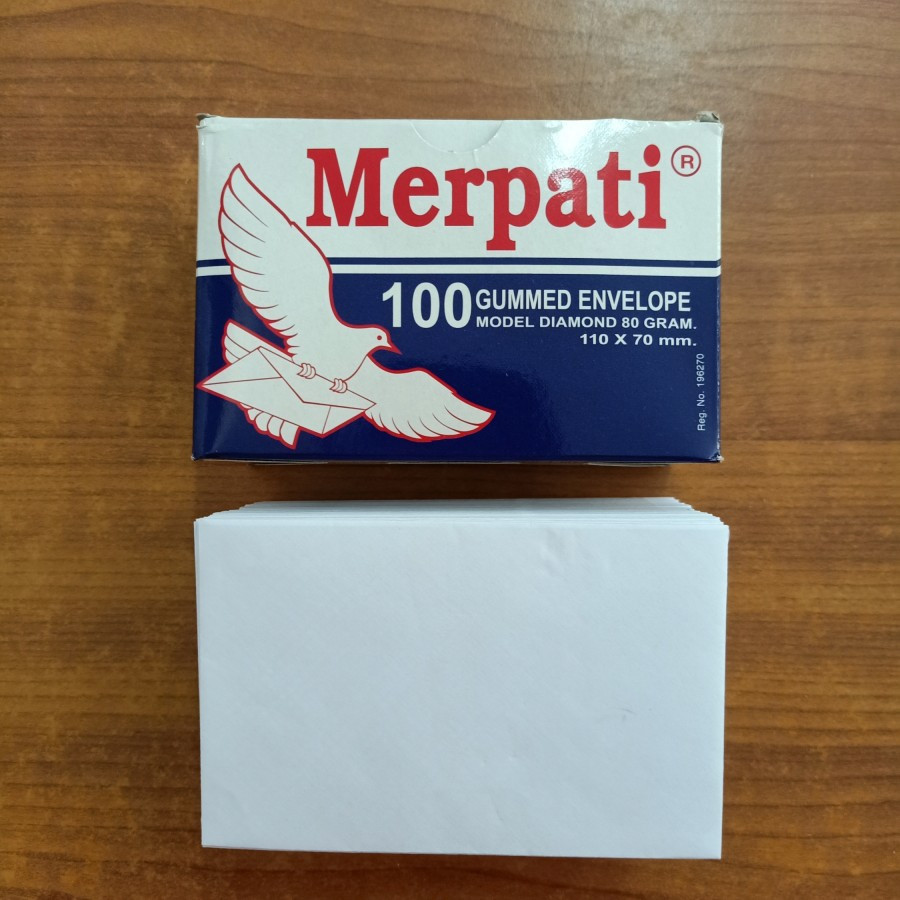 Merpati®
100 GUMMED ENVELOPE
MODEL DIAMOND 80 GRAM.
110 X 70 mm.
Reg. No. 196270